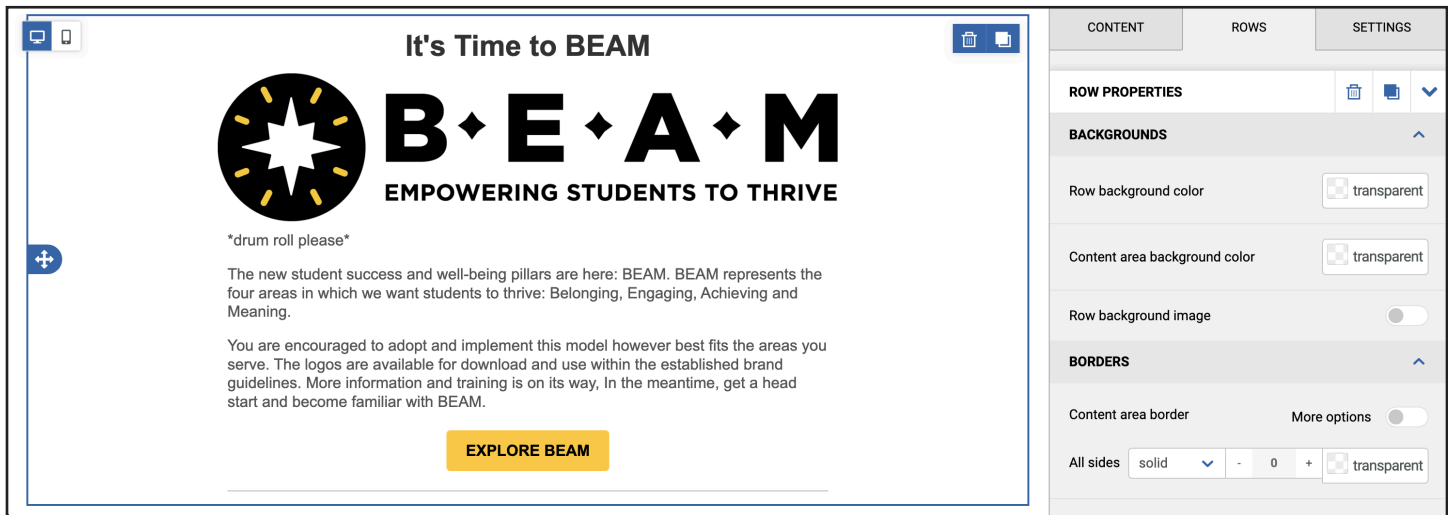 It's Time to BEAM
B E A M
EMPOWERING STUDENTS TO THRIVE
*drum roll please*
The new student success and well-being pillars are here: BEAM. BEAM represents the
four areas in which we want students to thrive: Belonging, Engaging, Achieving and
Meaning.
You are encouraged to adopt and implement this model however best fits the areas you
serve. The logos are available for download and use within the established brand
guidelines. More information and training is on its way, In the meantime, get a head
start and become familiar with BEAM.
EXPLORE BEAM
CONTENT ROWS SETTINGS
ROW PROPERTIES
BACKGROUNDS
Row background color transparent
Content area background color transparent
Row background image
BORDERS
Content area border More options
All sides solid - 0 + transparent